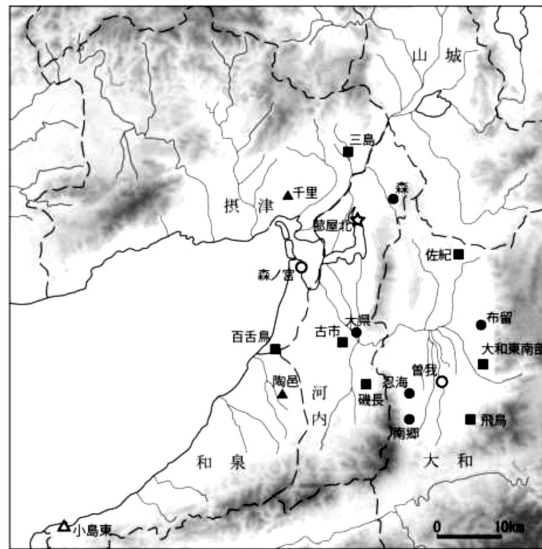 山城
三島
千里
森
摂津
蔀屋北
佐紀
森ノ宮
布留
大県
古市
百舌鳥
大和東南部
曽我
忍海
陶邑
河内
磯長
南郷
飛鳥
和泉
大和
小島東
0 10km